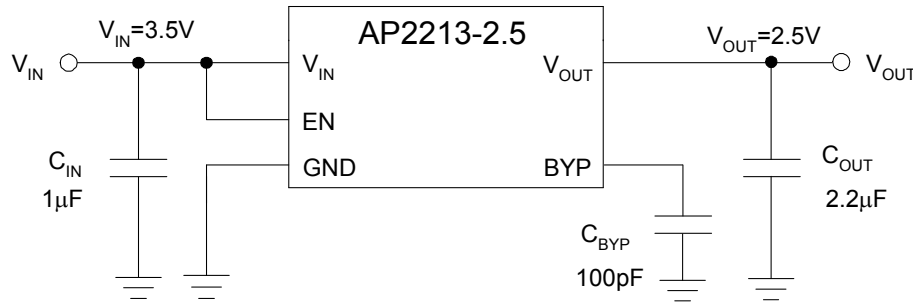 AP2213-2.5
V_IN=3.5V
V_OUT=2.5V
V_IN
V_IN
V_OUT
V_OUT
EN
C_IN
1μF
GND
BYP
C_OUT
2.2μF
C_BYP
100pF